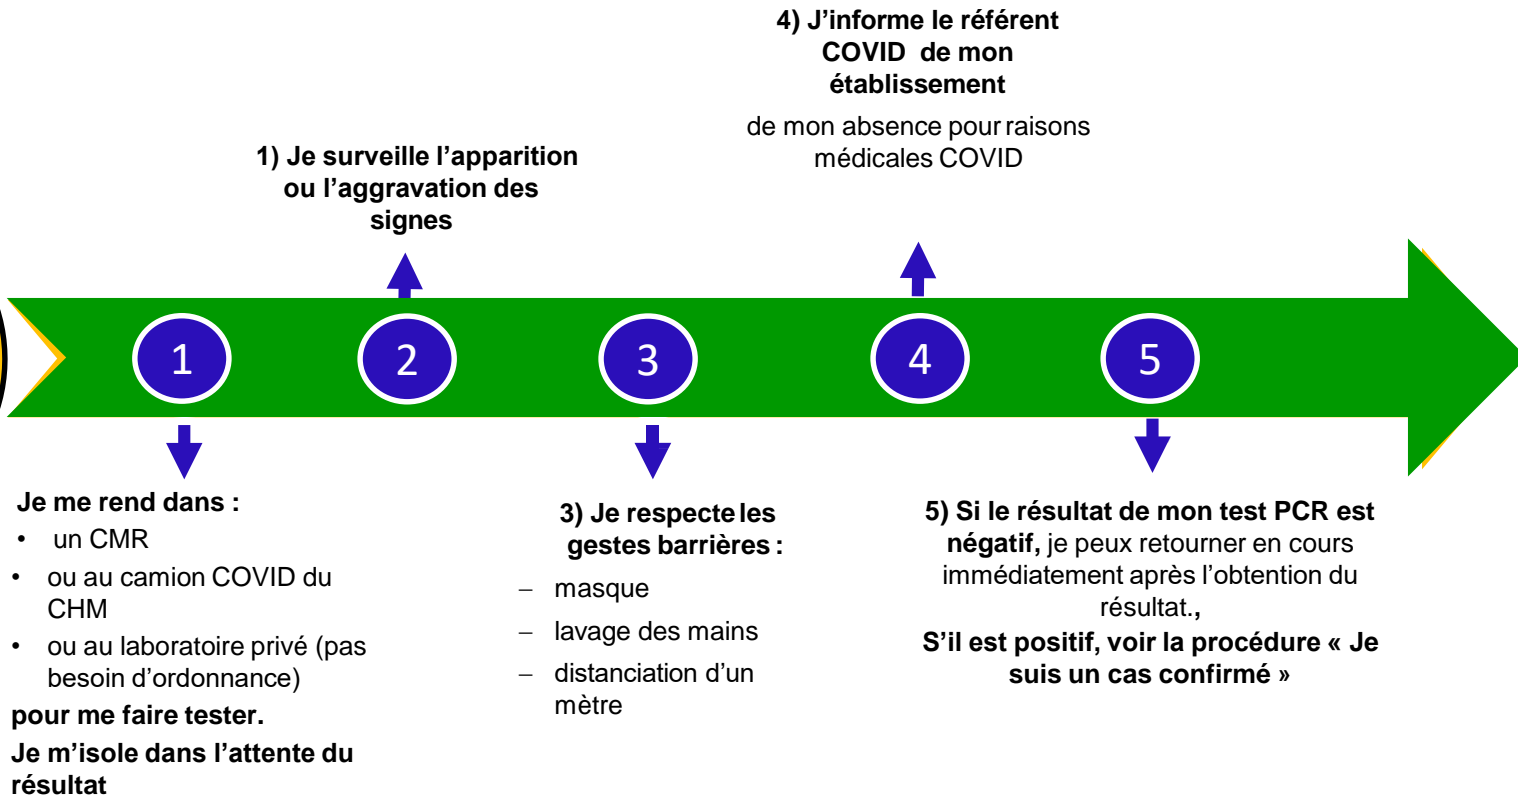 4) J’informe le référent
COVID de mon
établissement
de mon absence pour raisons
médicales COVID
1) Je surveille l’apparition
ou l’aggravation des
signes
1
2
3
4
5
Je me rend dans :
• un CMR
• ou au camion COVID du
CHM
• ou au laboratoire privé (pas
besoin d’ordonnance)
pour me faire tester.
Je m’isole dans l’attente du
résultat
3) Je respecte les
gestes barrières :
– masque
– lavage des mains
– distanciation d’un
mètre
5) Si le résultat de mon test PCR est
négatif, je peux retourner en cours
immédiatement après l’obtention du
résultat.,
S’il est positif, voir la procédure « Je
suis un cas confirmé »